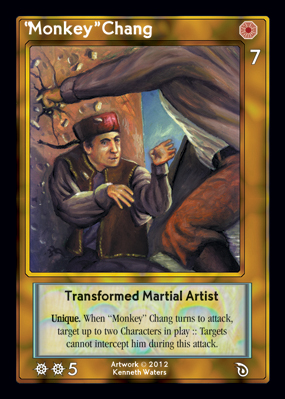 "Monkey" Chang
7
Transformed Martial Artist
Unique. When "Monkey" Chang turns to attack,
target up to two Characters in play :: Targets
cannot intercept him during this attack.
5
Artwork © 2012
Kenneth Waters